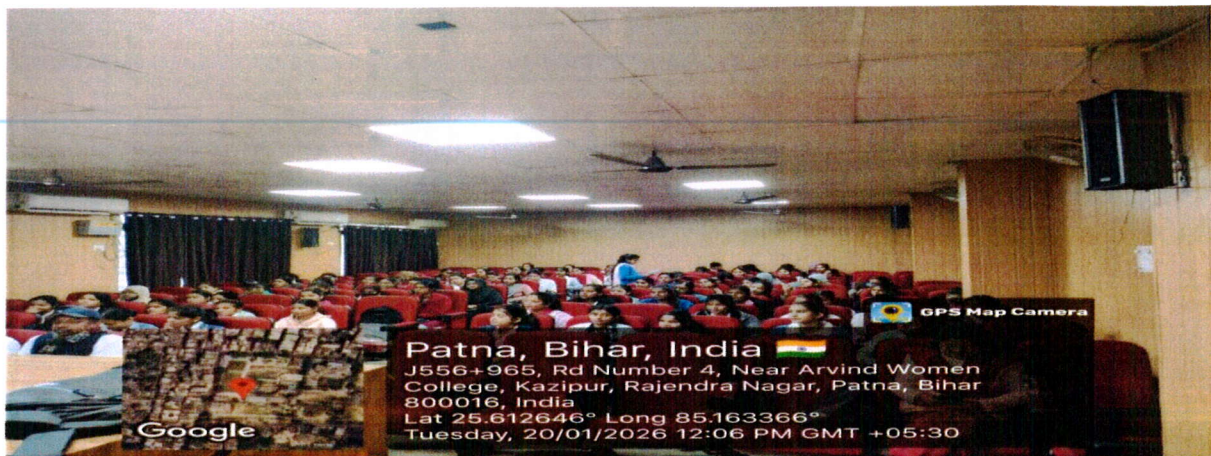 GPS Map Camera
Patna, Bihar, India
J556+965, Rd Number 4, Near Arvind Women
College, Kazipur, Rajendra Nagar, Patna, Bihar
800016, India
Lat 25.612646° Long 85.163366°
Tuesday, 20/01/2026 12:06 PM GMT +05:30
Google